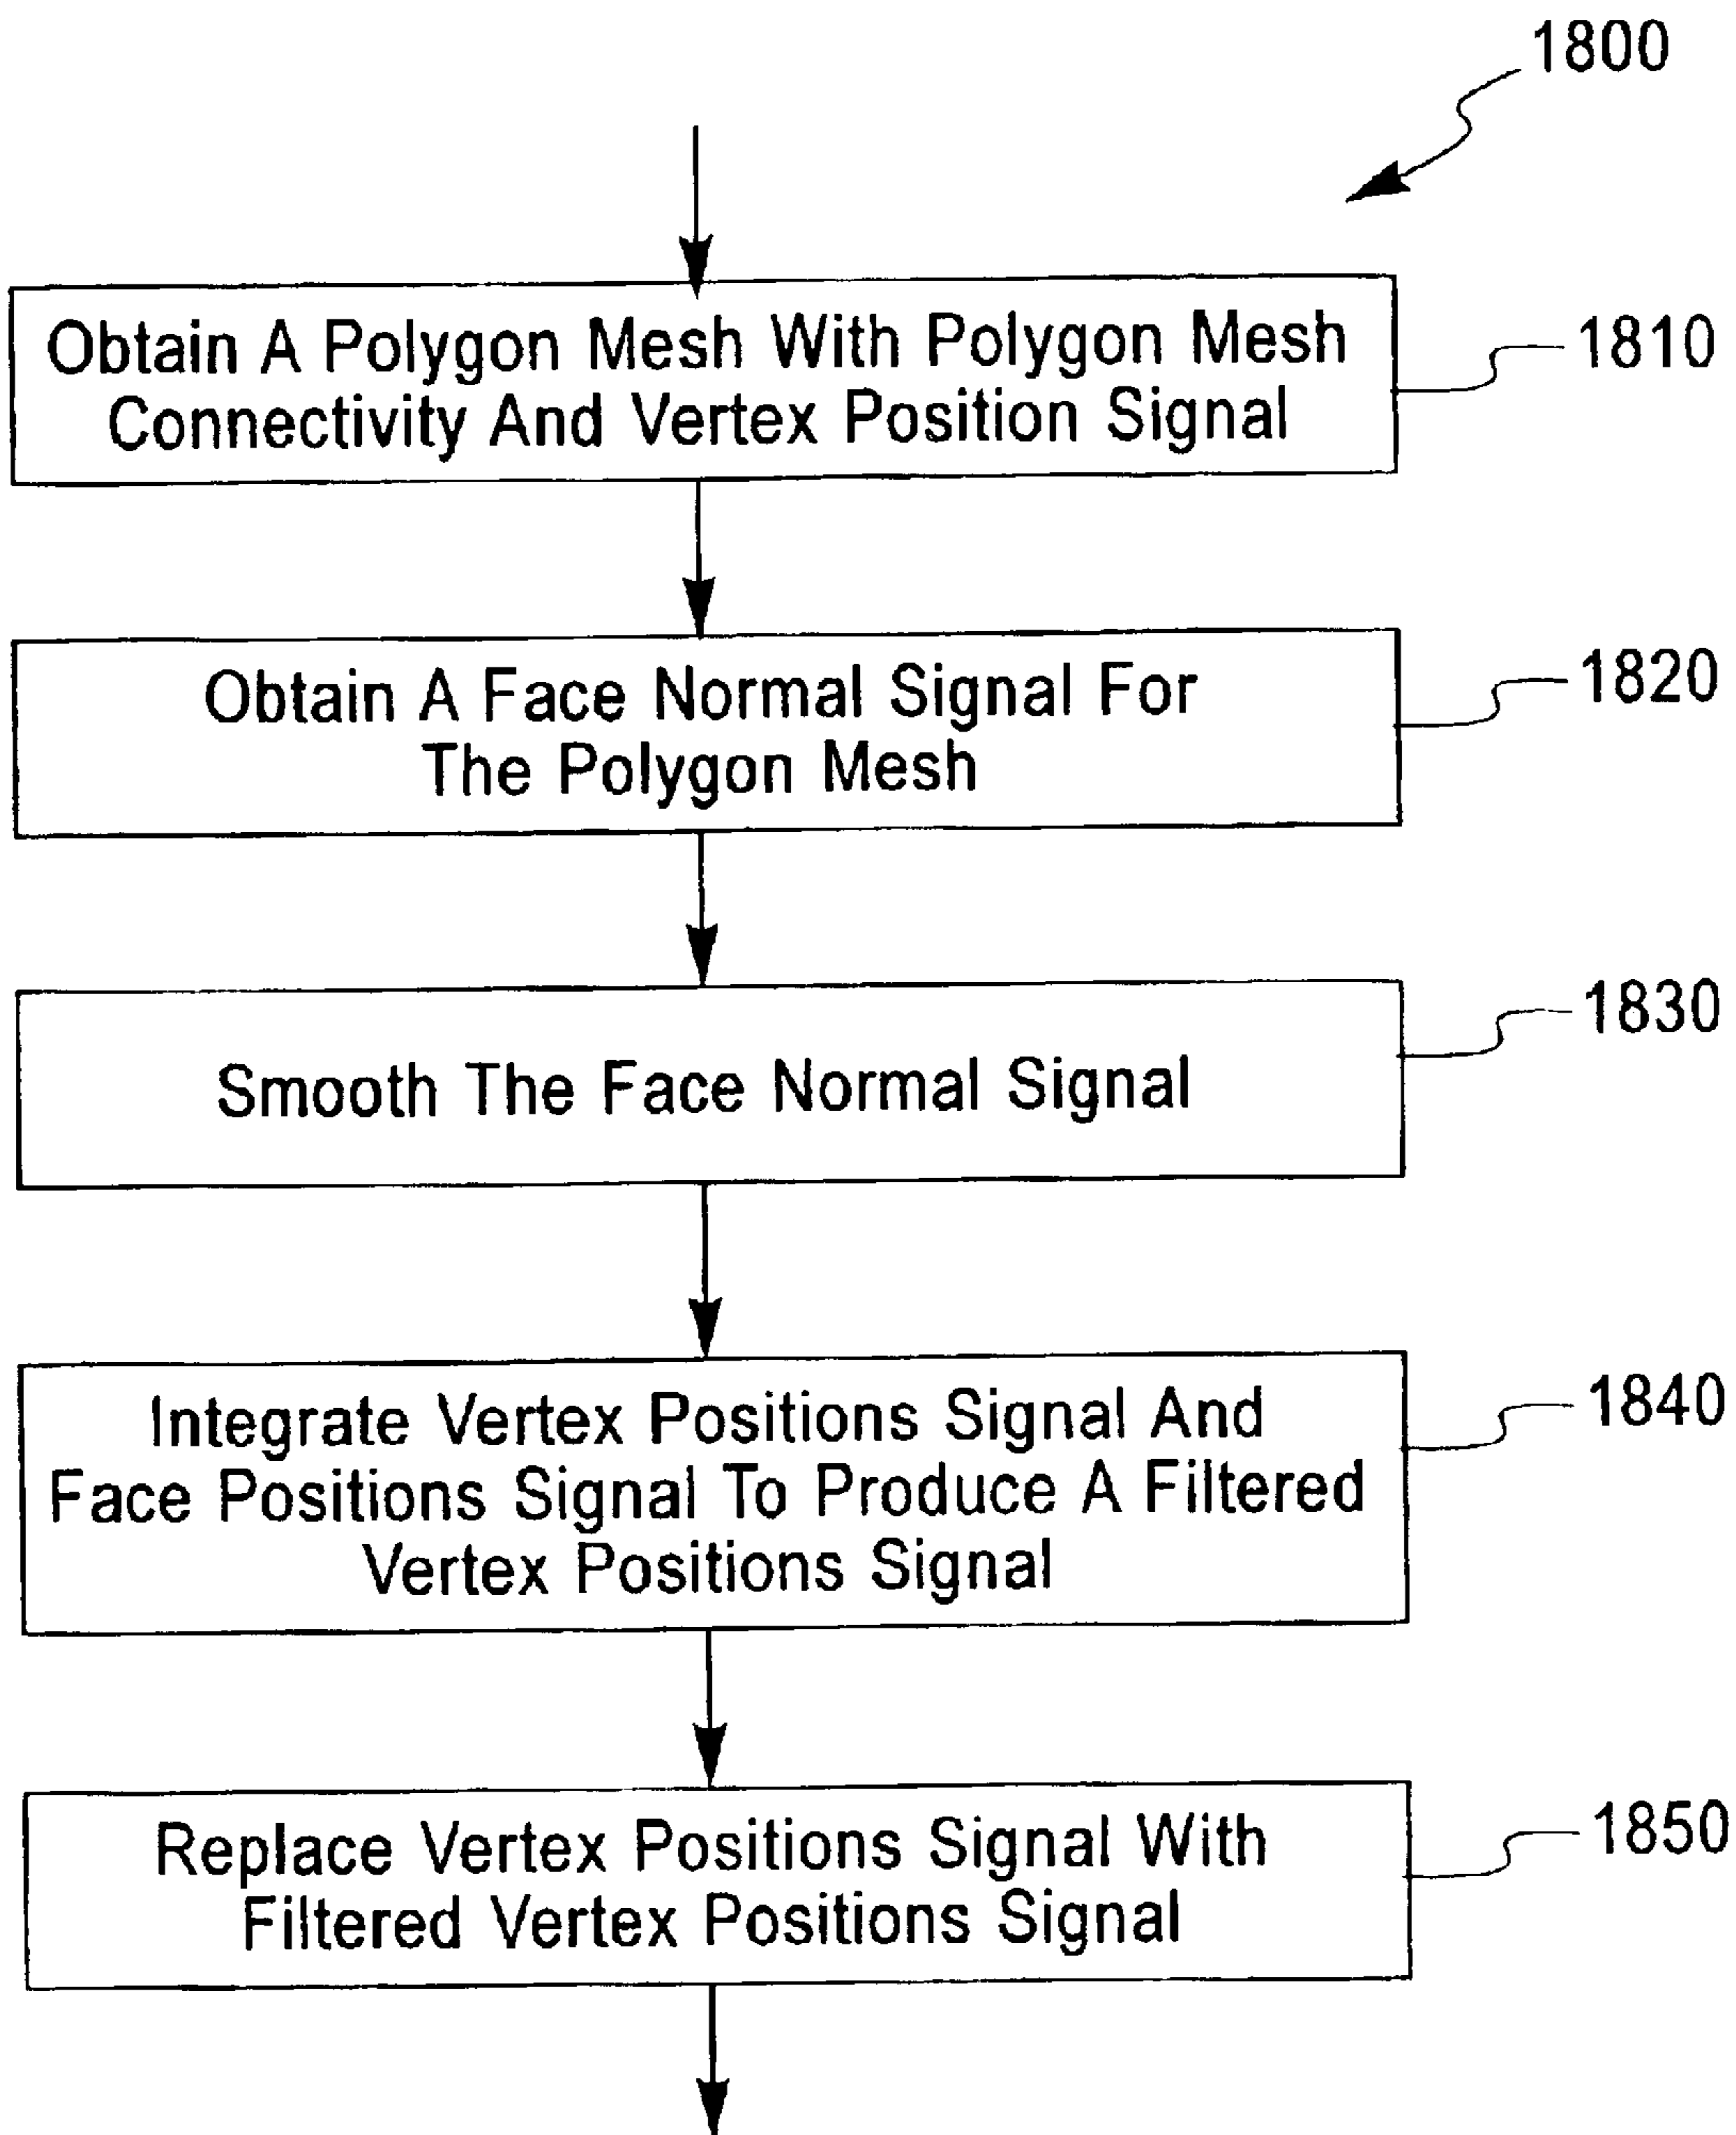 1800
Obtain A Polygon Mesh With Polygon Mesh
Connectivity And Vertex Position Signal
1810
Obtain A Face Normal Signal For
The Polygon Mesh
1820
Smooth The Face Normal Signal
1830
Integrate Vertex Positions Signal And
Face Positions Signal To Produce A Filtered
Vertex Positions Signal
1840
Replace Vertex Positions Signal With
Filtered Vertex Positions Signal
1850